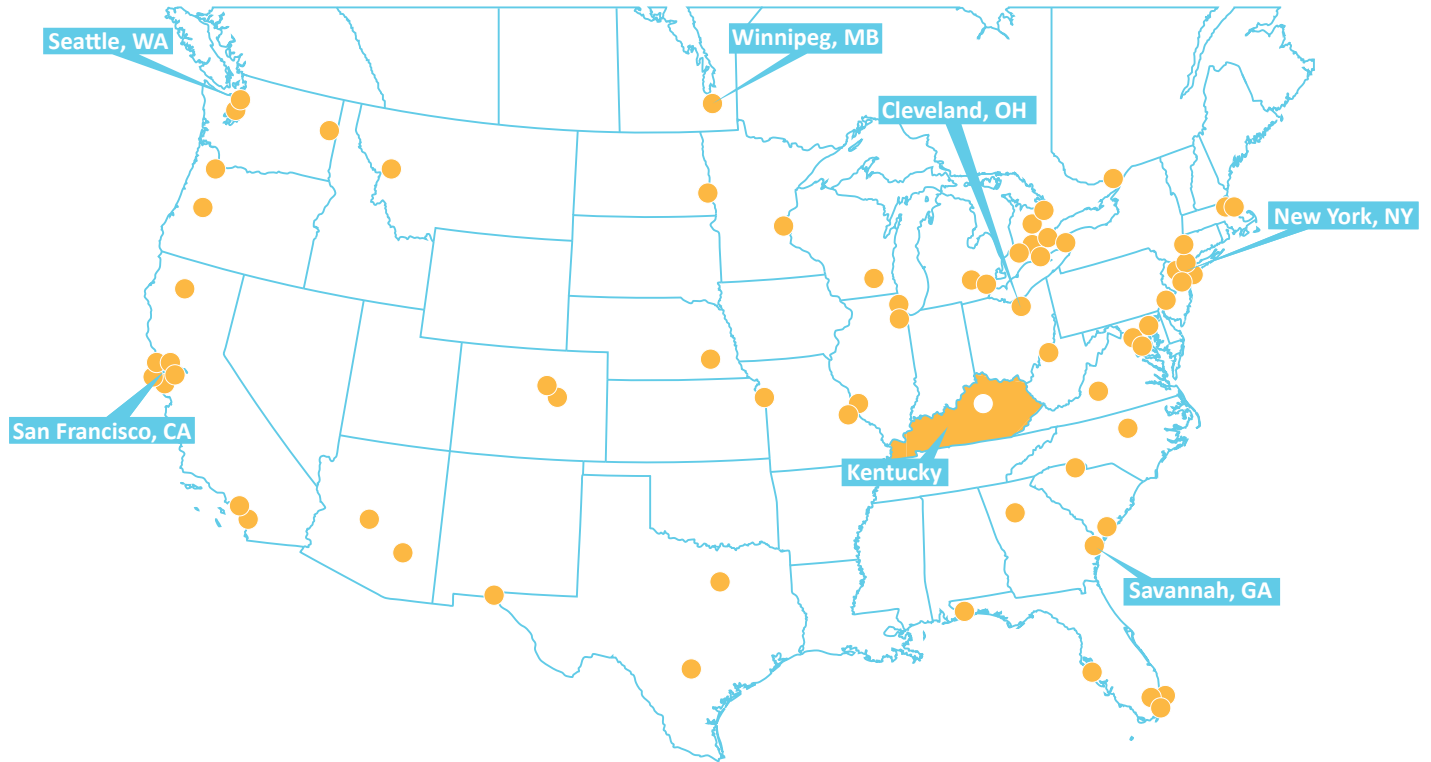 Seattle, WA
Winnipeg, MB
Cleveland, OH
New York, NY
San Francisco, CA
Kentucky
Savannah, GA